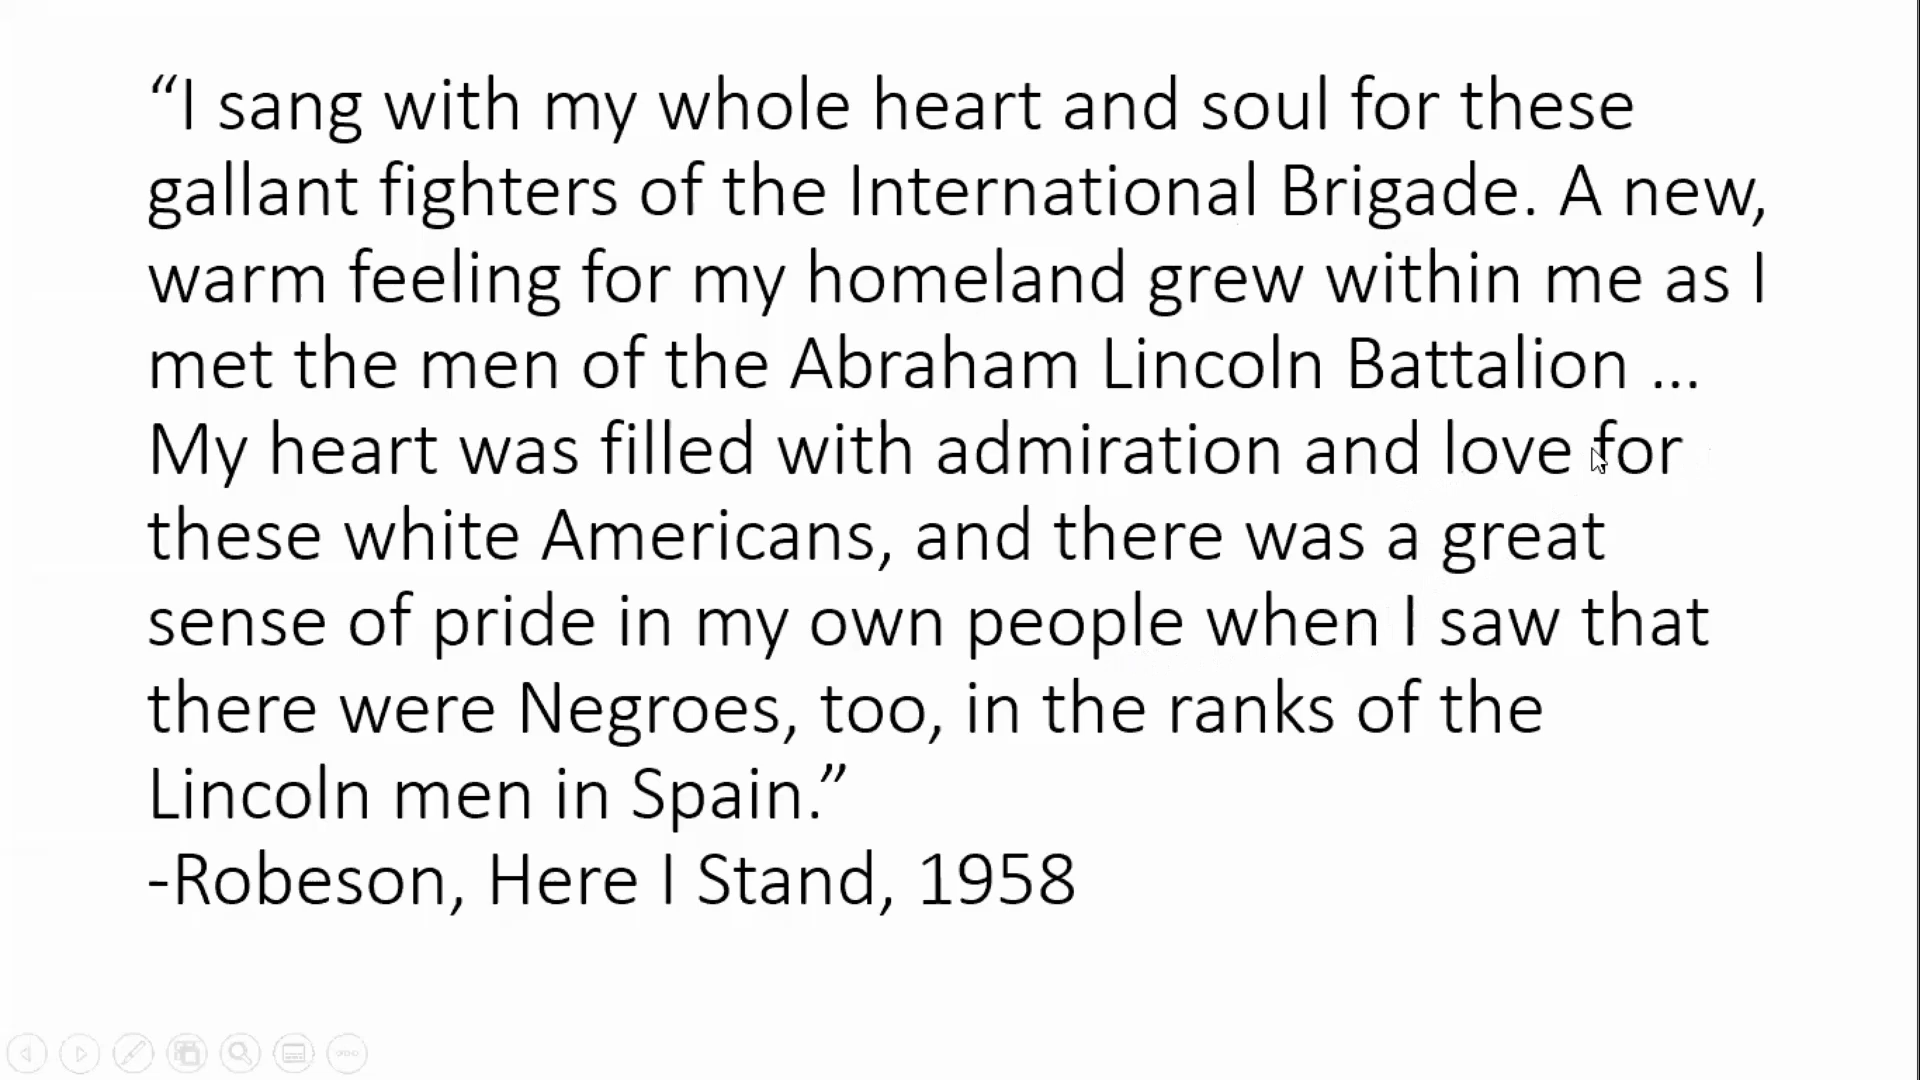 “I sang with my whole heart and soul for these
gallant fighters of the International Brigade. A new,
warm feeling for my homeland grew within me as I
met the men of the Abraham Lincoln Battalion ...
My heart was filled with admiration and love for
these white Americans, and there was a great
sense of pride in my own people when I saw that
there were Negroes, too, in the ranks of the
Lincoln men in Spain.”
-Robeson, Here I Stand, 1958